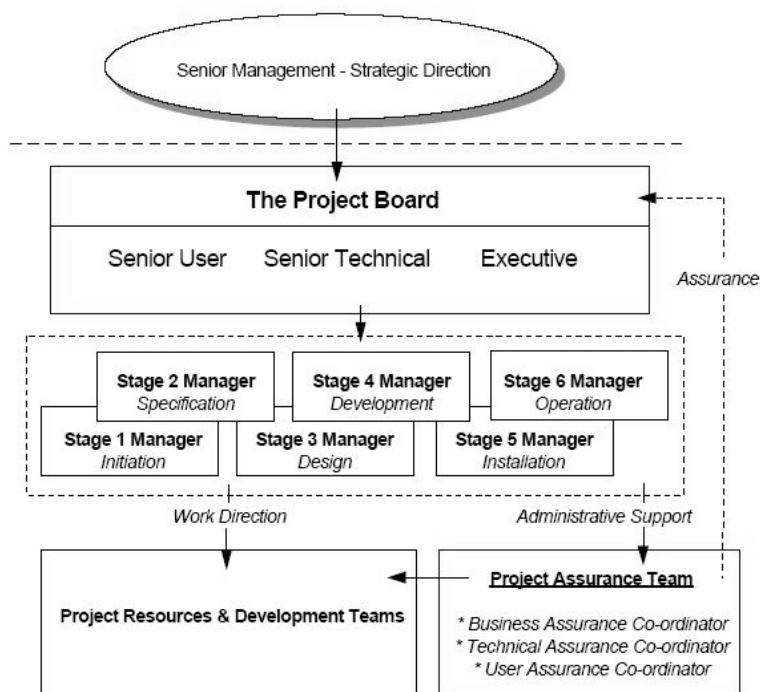 Senior Management - Strategic Direction
The Project Board
Senior User Senior Technical Executive
Assurance
Stage 2 Manager
Specification
Stage 4 Manager
Development
Stage 6 Manager
Operation
Stage 1 Manager
Initiation
Stage 3 Manager
Design
Stage 5 Manager
Installation
Work Direction
Administrative Support
Project Resources & Development Teams
Project Assurance Team
* Business Assurance Co-ordinator
* Technical Assurance Co-ordinator
* User Assurance Co-ordinator